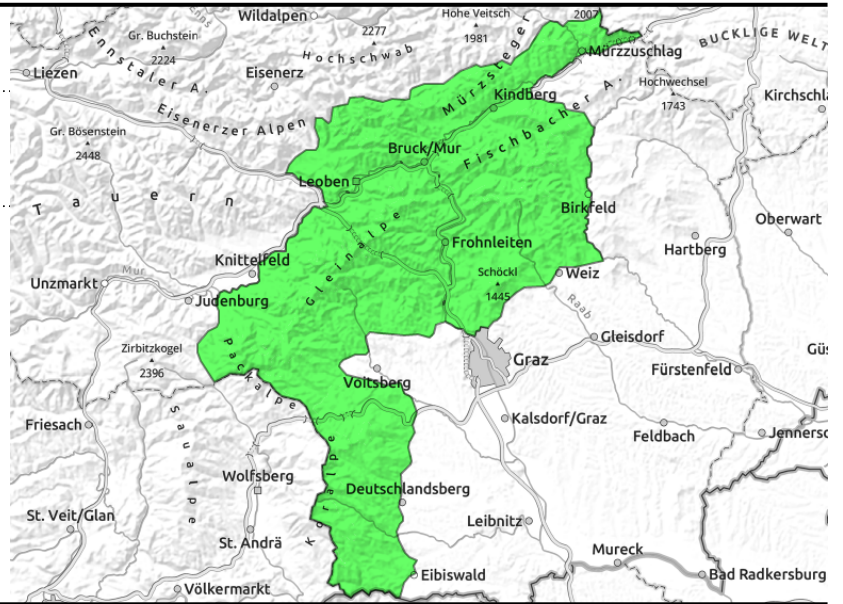 Wildalpen
Enns
Hohe Veitsch
1981
2007
Gr. Buchstein
2224
2277
Hochschwab
Mürzsteger
Mürzzuschlag
BUCKLIGE WELT
Liezen
Ennstaler A.
Eisenerz
Hochwechsel
1743
Kindberg
Kirchschla
Eisenerzer Alpen
Gr. Bösenstein
2448
Bruck/Mur
Fischbacher A.
Leoben
Tauern
Birkfeld
Oberwart
Frohnleiten
Hartberg
Knittelfeld
Gleinalpe
Schöckl
1445
Weiz
Unzmarkt
Mur
Judenburg
Raab
Gleisdorf
Zirbitzkogel
2396
Packalpe
Graz
Güs
Fürstenfeld
Voitsberg
Friesach
Saualpe
Kalsdorf/Graz
Feldbach
Jennersd
Wolfsberg
Koralpe
Deutschlandsberg
St. Veit/Glan
St. Andrä
Leibnitz
Mureck
Völkermarkt
Eibiswald
Bad Radkersburg